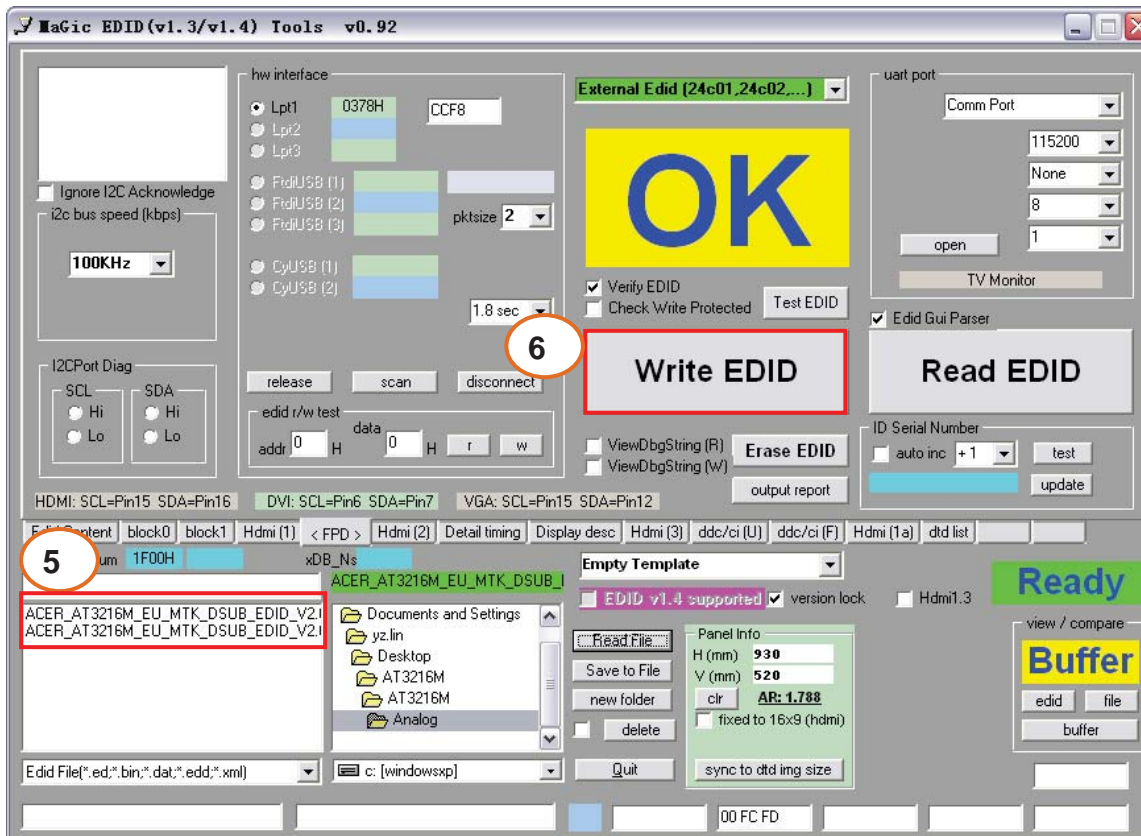 MaGic EDID(v1.3/v1.4) Tools v0.92
Ignore I2C Acknowledge
i2c bus speed (kbps)
100KHz
I2CPort Diag
SCL
SDA
Hi
Hi
Lo
Lo
hw interface
Lpt1
0378H
CCF8
Lpt2
Lpt3
FtdiUSB (1)
FtdiUSB (2)
FtdiUSB (3)
pktsize
2
CyUSB (1)
CyUSB (2)
1.8 sec
release
scan
disconnect
edid r/w test
addr
0
H
data
0
H
r
w
External Edid (24c01,24c02,...)
OK
Verify EDID
Check Write Protected
Test EDID
6
Write EDID
ViewDbgString (R)
ViewDbgString (W)
Erase EDID
output report
uart port
Comm Port
115200
None
8
1
open
TV Monitor
Edid Gui Parser
Read EDID
ID Serial Number
auto inc
+1
test
update
HDMI: SCL=Pin15 SDA=Pin16
DVI: SCL=Pin6 SDA=Pin7
VGA: SCL=Pin15 SDA=Pin12
Content
block0
block1
Hdmi (1)
< FPD >
Hdmi (2)
Detail timing
Display desc
Hdmi (3)
ddc/ci (U)
ddc/ci (F)
Hdmi (1a)
dtd list
5
um
1F00H
xDB_Ns
ACER_AT3216M_EU_MTK_DSUB_
ACER_AT3216M_EU_MTK_DSUB_EDID_V2.
ACER_AT3216M_EU_MTK_DSUB_EDID_V2.
Documents and Settings
yz.lin
Desktop
AT3216M
AT3216M
Analog
Edid File(*.ed;*.bin;*.dat;*.edd;*.xml)
c: [windowsxp]
Empty Template
EDID v1.4 supported
version lock
Hdmi1.3
Ready
Read File
Save to File
new folder
delete
Quit
Panel Info
H (mm)
930
V (mm)
520
clr
AR: 1.788
fixed to 16x9 (hdmi)
sync to dtd img size
view / compare
Buffer
edid
file
buffer
00 FC FD